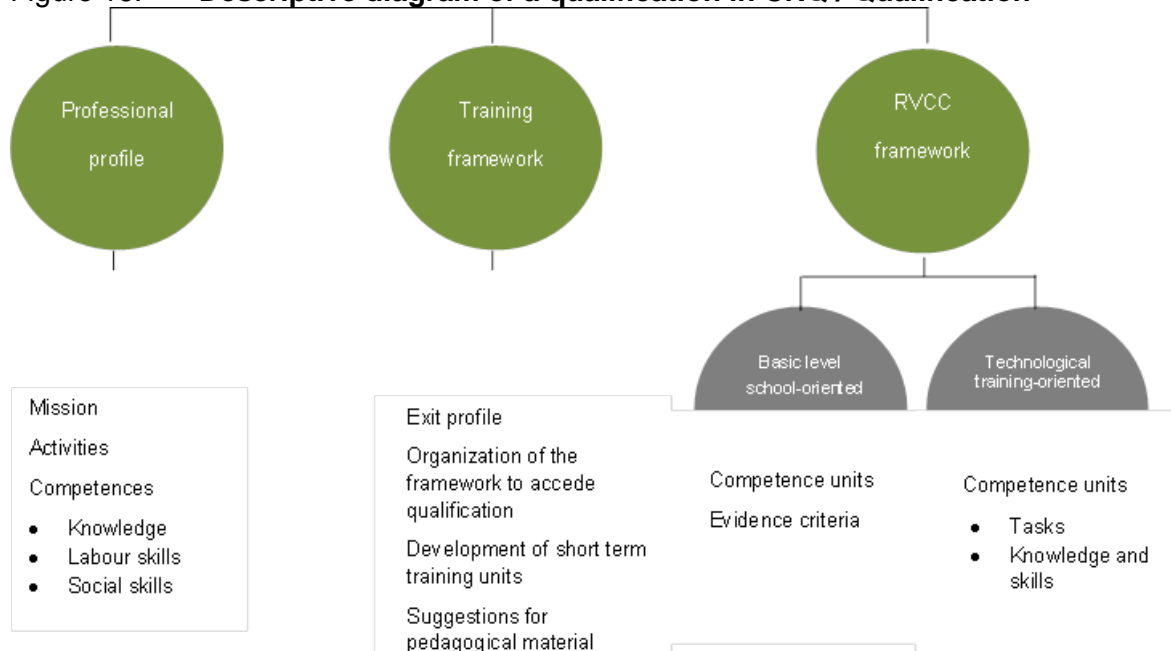 Professional
profile
Training
framework
RVCC
framework
Basic level
school-oriented
Technological
training-oriented
Mission
Activities
Competences
• Knowledge
• Labour skills
• Social skills
Exit profile
Organization of the
framework to accede
qualification
Development of short term
training units
Suggestions for
pedagogical material
Competence units
Evidence criteria
Competence units
• Tasks
• Knowledge and
skills